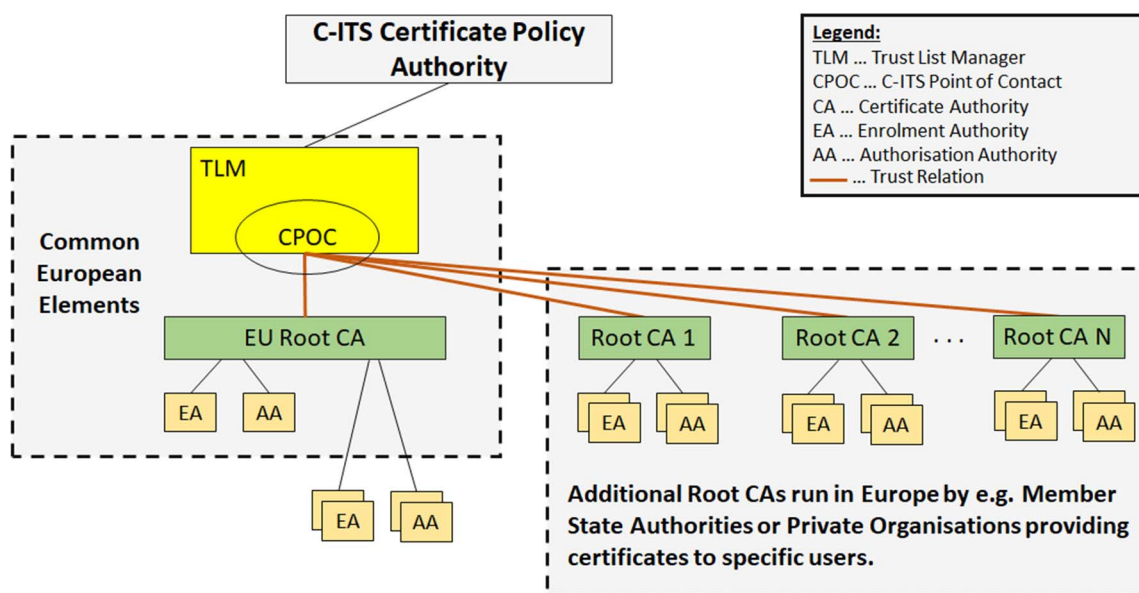 C-ITS Certificate Policy
Authority
Legend:
TLM ... Trust List Manager
CPOC ... C-ITS Point of Contact
CA ... Certificate Authority
EA ... Enrolment Authority
AA ... Authorisation Authority
... Trust Relation
TLM
CPOC
Common
European
Elements
EU Root CA
EA
AA
EA
AA
Root CA 1
Root CA 2
...
Root CA N
EA
AA
EA
AA
EA
AA
Additional Root CAs run in Europe by e.g. Member
State Authorities or Private Organisations providing
certificates to specific users.